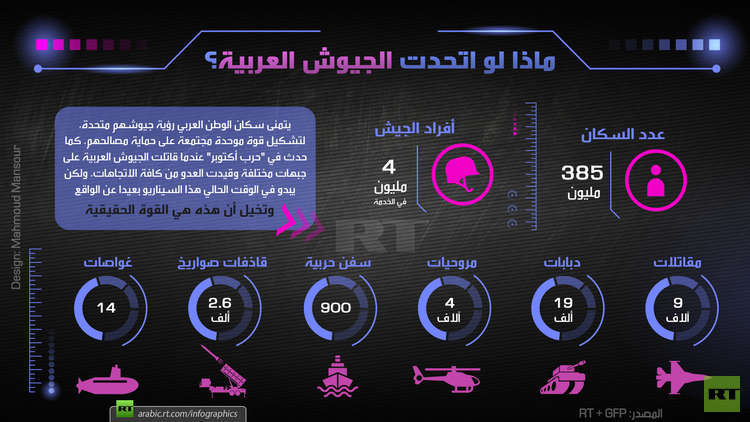 ماذا لو اتحدت الجيوش العربية؟
يتمنى سكان الوطن العربي رؤية جيوشهم متحدة،
لتشكيل قوة موحدة مجتمعة على حماية مصالحهم، كما
حدث في "حرب أكتوبر" عندما قاتلت الجيوش العربية على
جبهات مختلفة وقيدت العدو من كافة الاتجاهات. ولكن
يبدو في الوقت الحالي هذا السيناريو بعيدا عن الواقع
وتخيل أن هذه هي القوة الحقيقية
عدد السكان
385
مليون
أفراد الجيش
4
مليون
في الخدمة
RT
مقاتلات
9
آلاف
دبابات
19
ألف
مروحيات
4
آلاف
سفن حربية
900
قاذفات صواريخ
2.6
ألف
غواصات
14
Design: Mahmoud Mansour
RT arabic.rt.com/infographics
المصدر: RT + GFP
RT